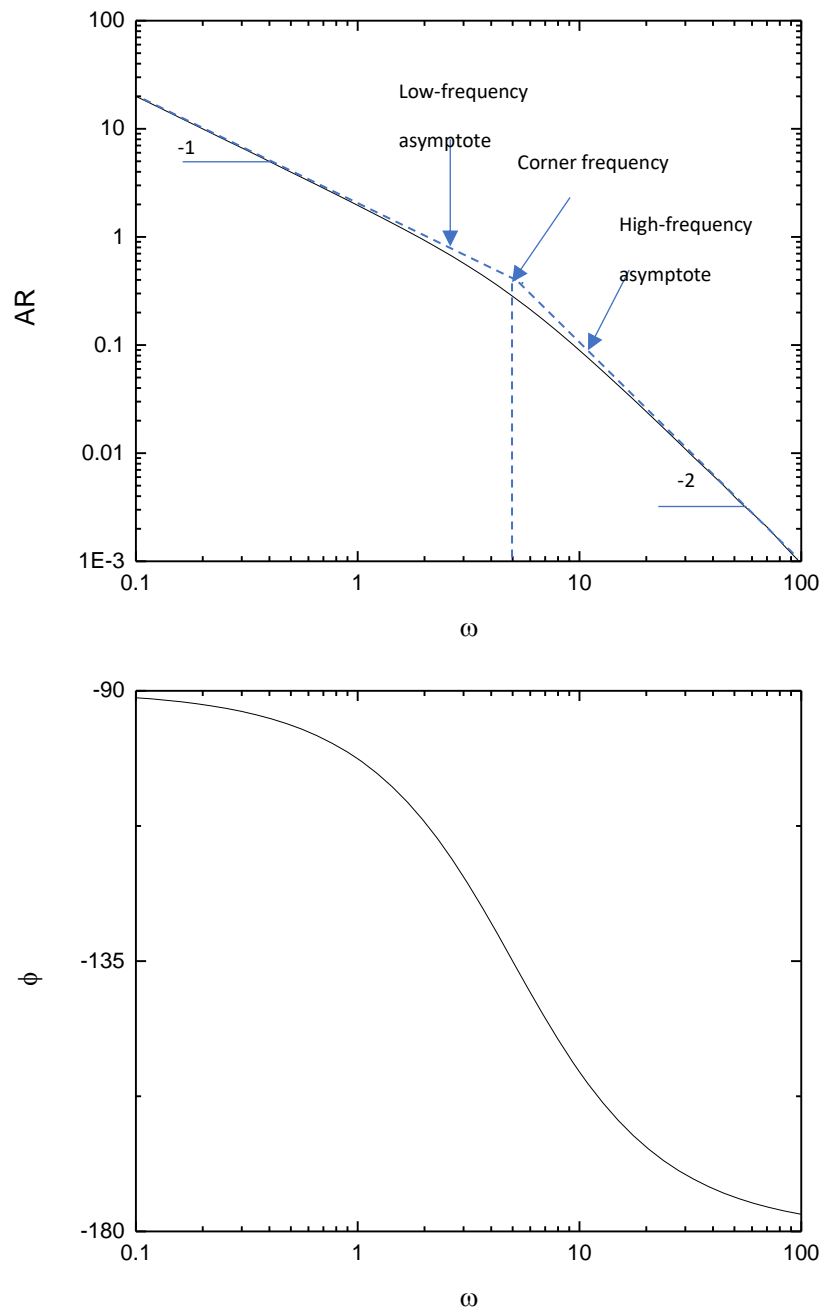 100
Low-frequency
asymptote
10
-1
Corner frequency
1
High-frequency
asymptote
AR
0.1
0.01
-2
1E-3
0.1 1 10 100
ω
-90
-135
ϕ
-180
0.1 1 10 100
ω